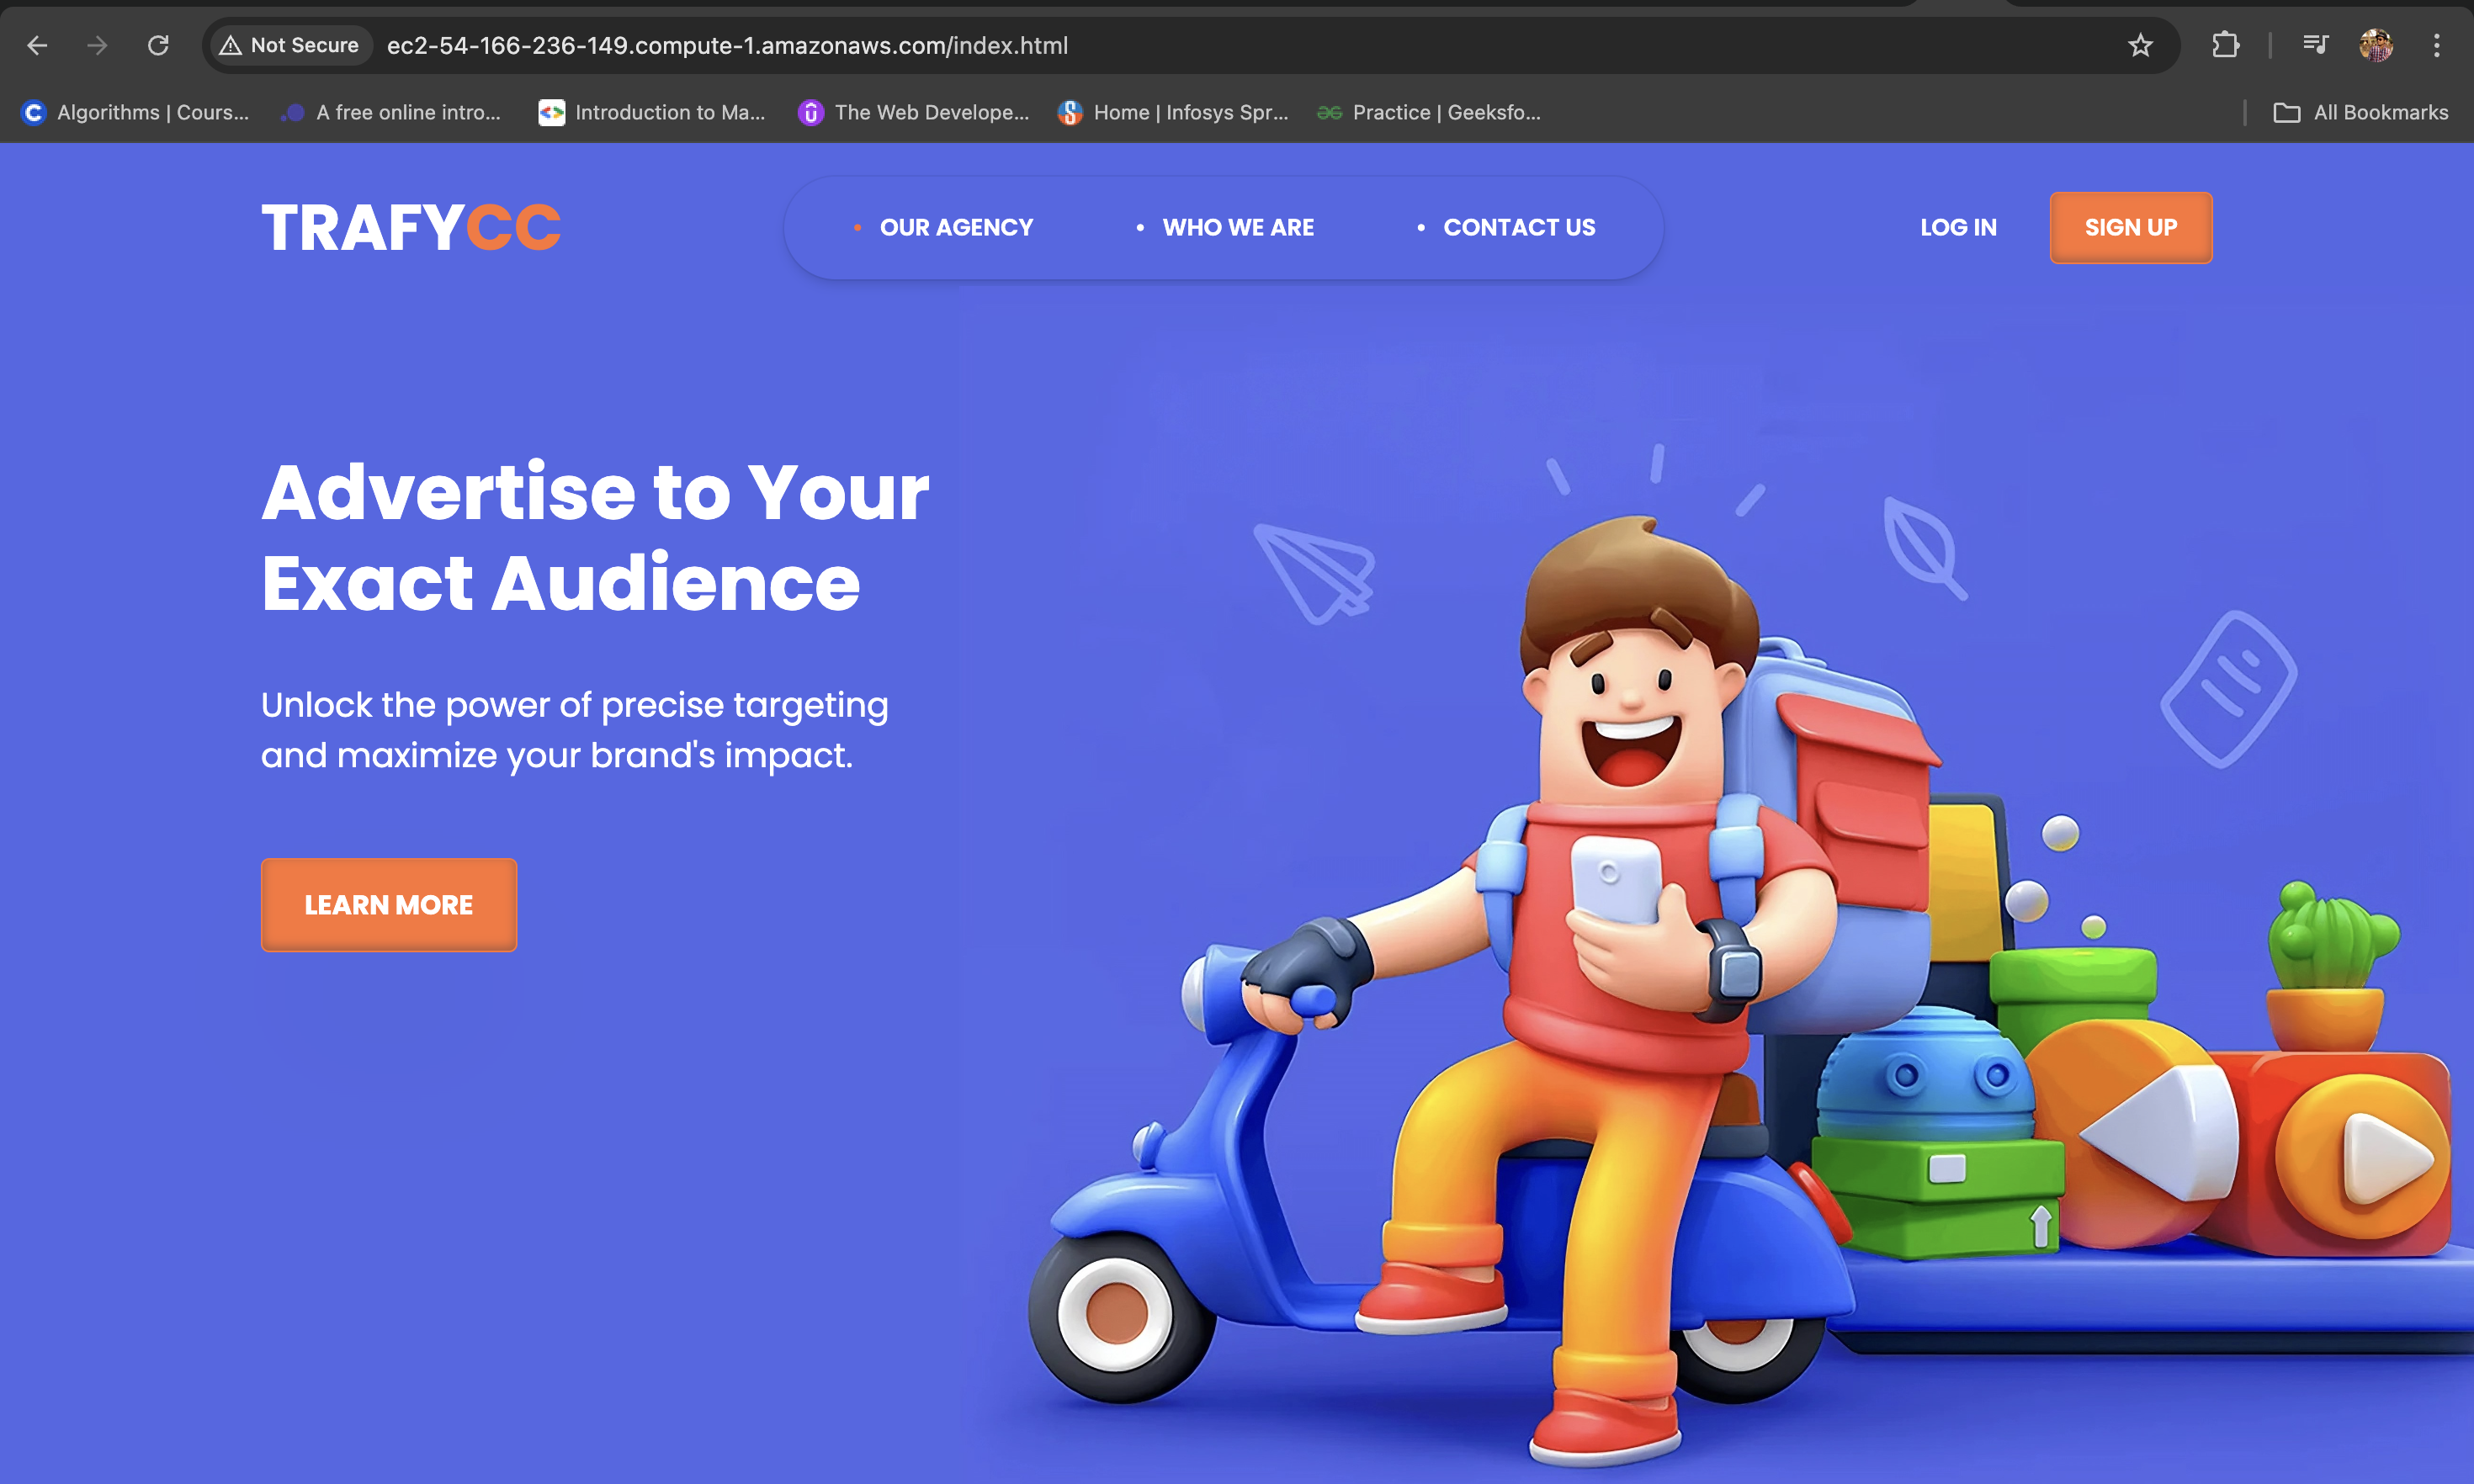 Not Secure
ec2-54-166-236-149.compute-1.amazonaws.com/index.html
Algorithms | Cours...
A free online intro...
Introduction to Ma...
The Web Develope...
Home | Infosys Spr...
Practice | Geeksfo...
All Bookmarks
TRAFYCC
• OUR AGENCY
• WHO WE ARE
• CONTACT US
LOG IN
SIGN UP
Advertise to Your
Exact Audience
Unlock the power of precise targeting
and maximize your brand's impact.
LEARN MORE